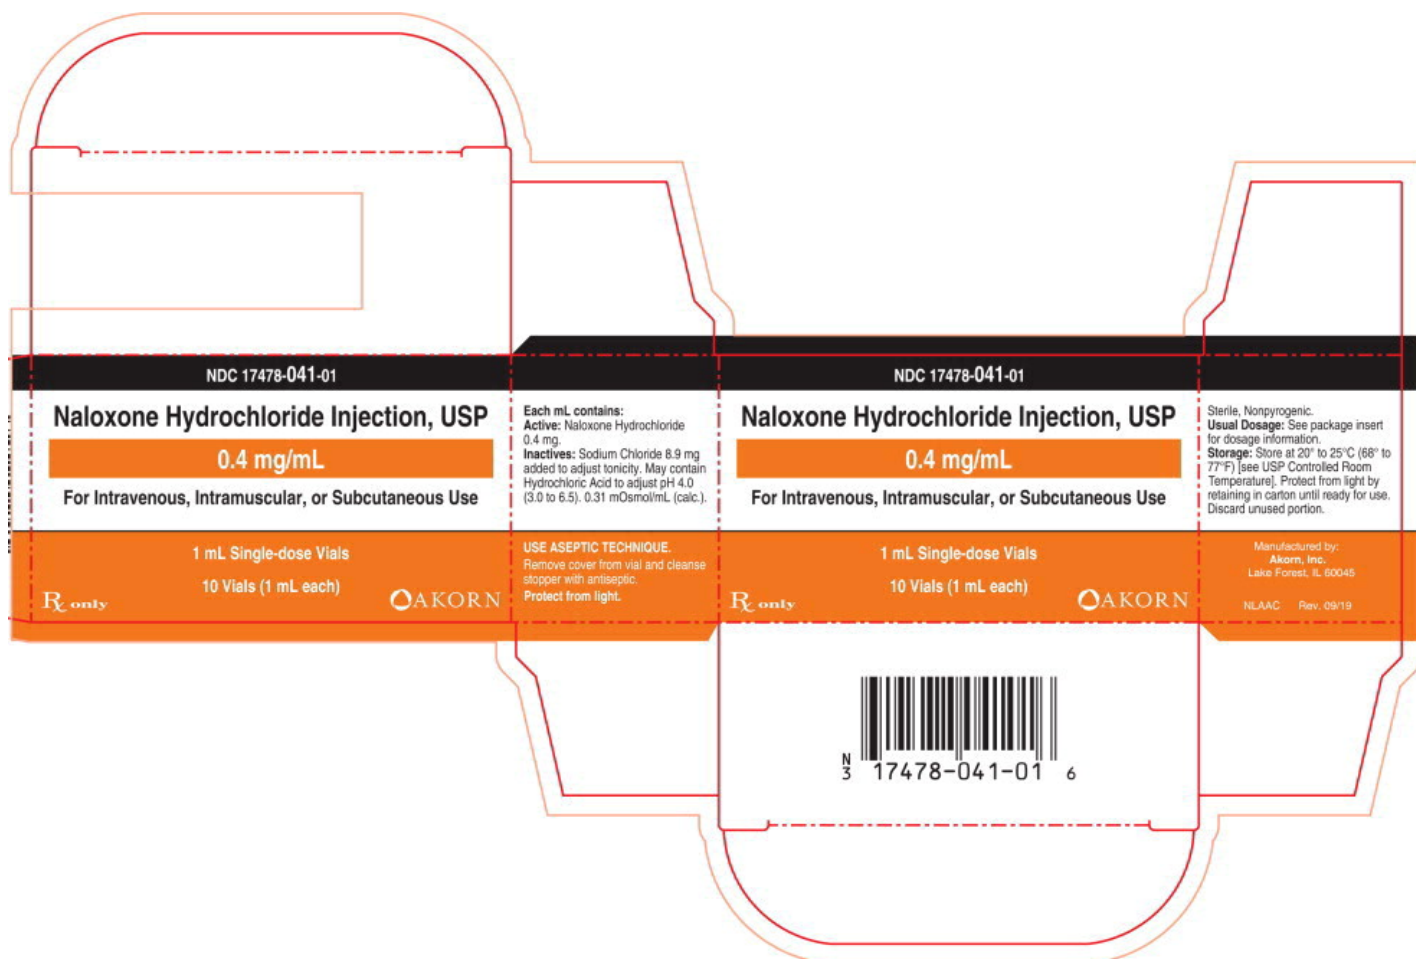 NDC 17478-041-01
Naloxone Hydrochloride Injection, USP
0.4 mg/mL
For Intravenous, Intramuscular, or Subcutaneous Use
1 mL Single-dose Vials
10 Vials (1 mL each)
Rx only
AKORN
Each mL contains:
Active: Naloxone Hydrochloride
0.4 mg.
Inactives: Sodium Chloride 8.9 mg
added to adjust tonicity. May contain
Hydrochloric Acid to adjust pH 4.0
(3.0 to 6.5). 0.31 mOsmol/mL (calc.).
USE ASEPTIC TECHNIQUE.
Remove cover from vial and cleanse
stopper with antiseptic.
Protect from light.
NDC 17478-041-01
Naloxone Hydrochloride Injection, USP
0.4 mg/mL
For Intravenous, Intramuscular, or Subcutaneous Use
1 mL Single-dose Vials
10 Vials (1 mL each)
Rx only
AKORN
Sterile, Nonpyrogenic.
Usual Dosage: See package insert
for dosage information.
Storage: Store at 20° to 25°C (68° to
77°F) [see USP Controlled Room
Temperature]. Protect from light by
retaining in carton until ready for use.
Discard unused portion.
Manufactured by:
Akorn, Inc.
Lake Forest, IL 60045
NLAAC Rev. 09/19
N
3 17478-041-01 6